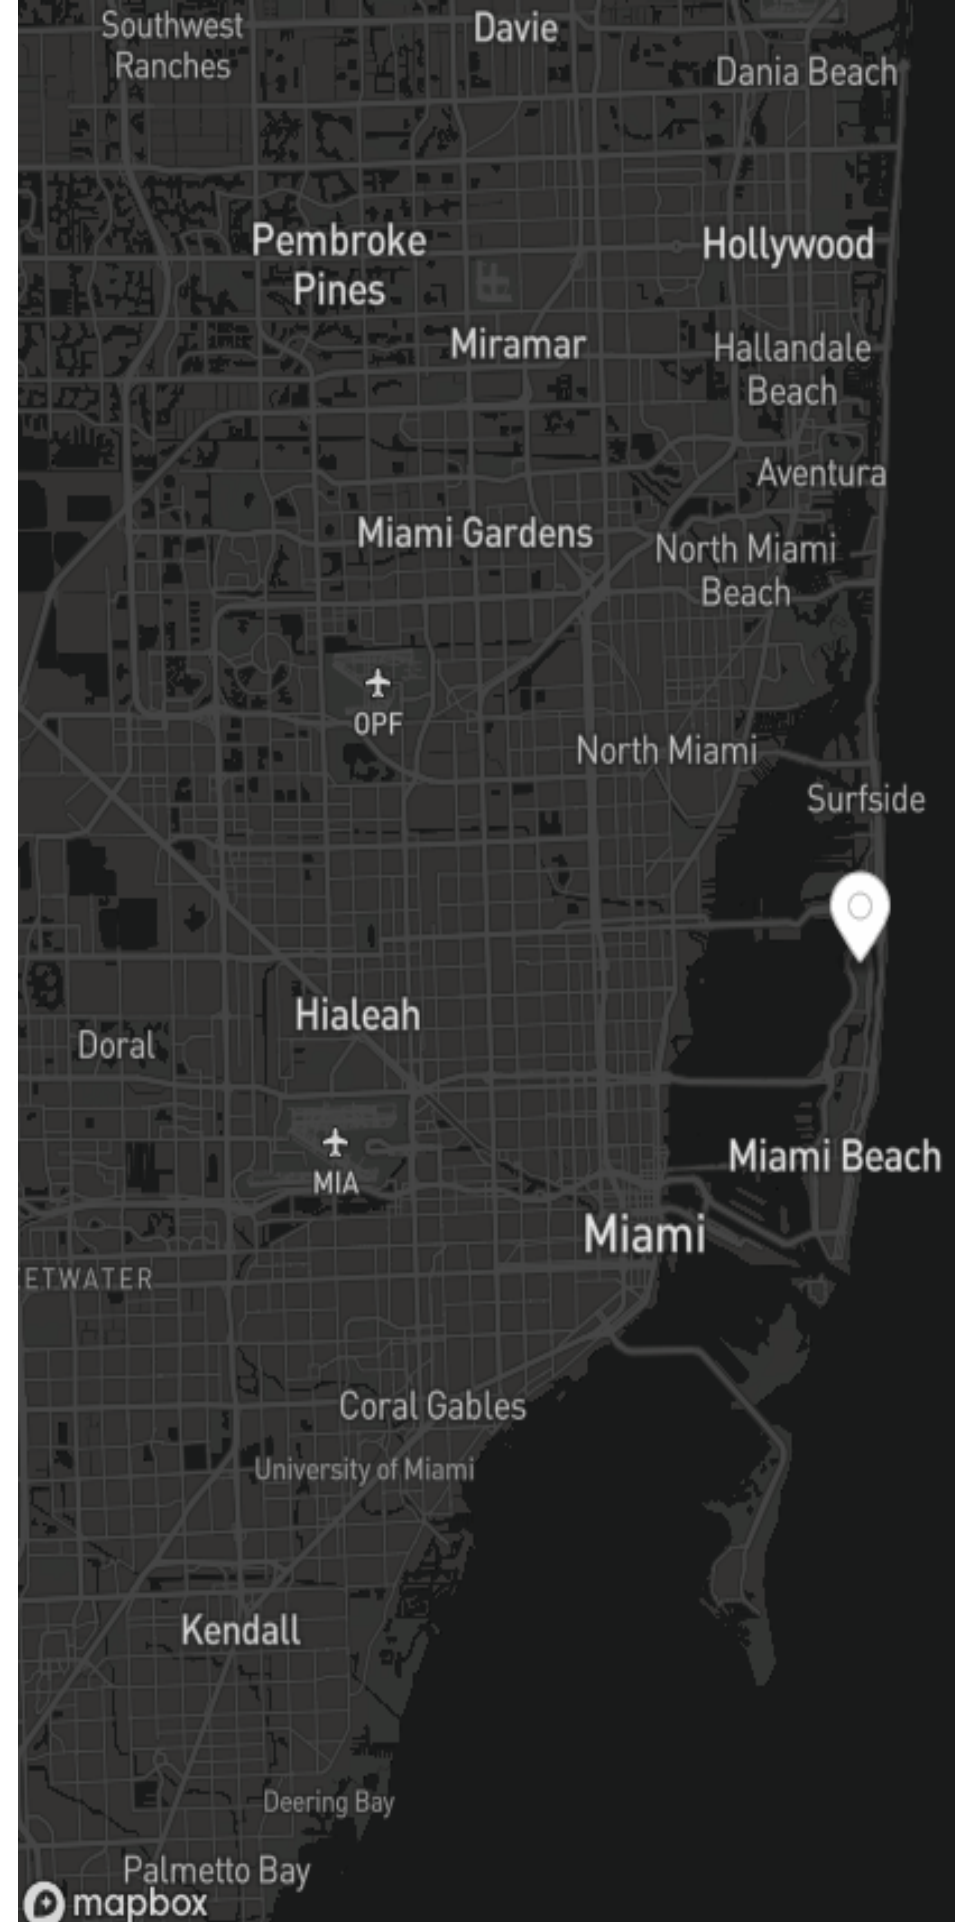 Southwest
Ranches
Davie
Dania Beach
Pembroke
Pines
Hollywood
Miramar
Hallandale
Beach
Aventura
Miami Gardens
North Miami
Beach
OPF
North Miami
Surfside
Hialeah
Doral
MIA
Miami Beach
Miami
ETWATER
Coral Gables
University of Miami
Kendall
Deering Bay
Palmetto Bay
mapbox